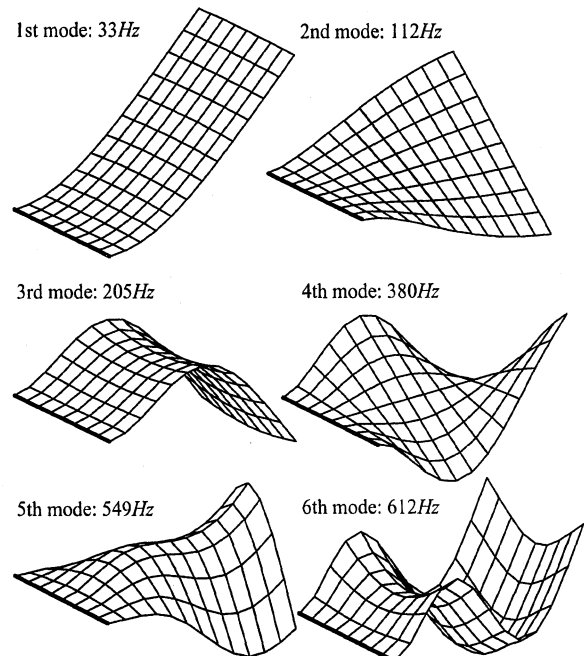 1st mode: 33Hz
2nd mode: 112Hz
3rd mode: 205Hz
4th mode: 380Hz
5th mode: 549Hz
6th mode: 612Hz